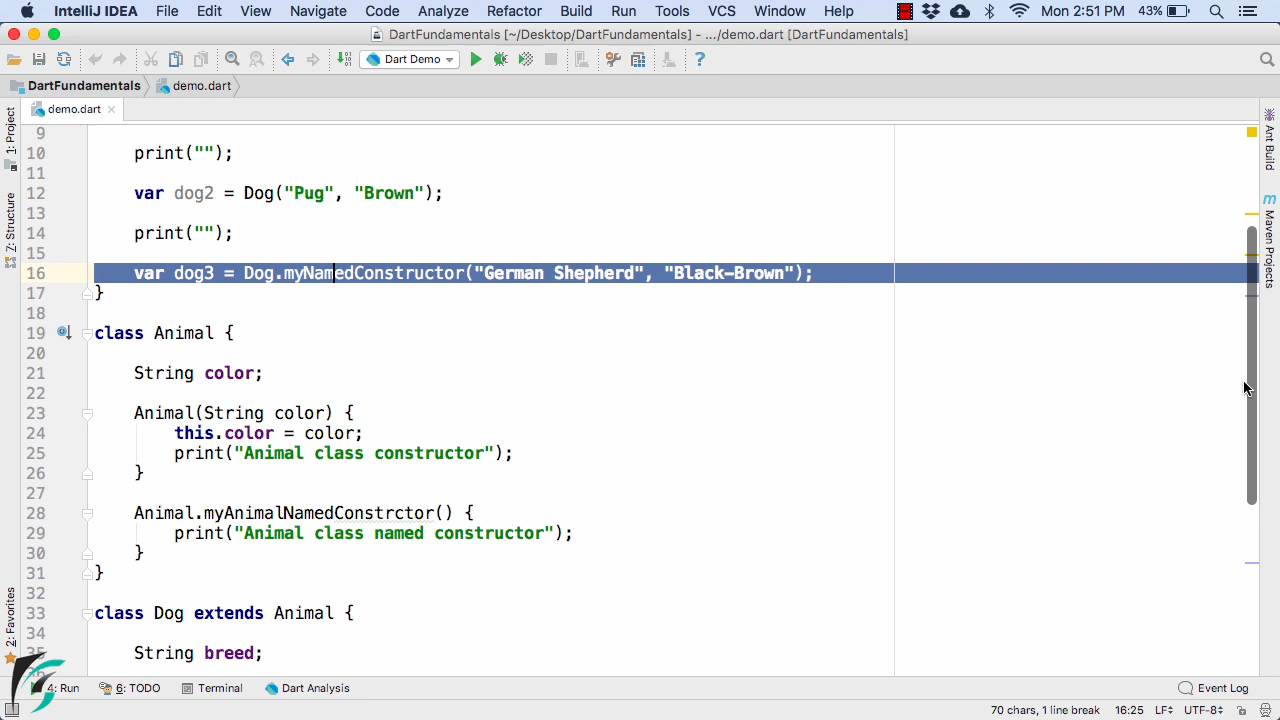 IntelliJ IDEA File Edit View Navigate Code Analyze Refactor Build Run Tools VCS Window Help Mon 2:51 PM 43%
DartFundamentals [~/Desktop/DartFundamentals] - .../demo.dart [DartFundamentals]
Dart Demo
DartFundamentals demo.dart
demo.dart
1: Project
Z: Structure
2: Favorites
Ant Build
Maven Projects
9
10 print("");
11
12 var dog2 = Dog("Pug", "Brown");
13
14 print("");
15
16 var dog3 = Dog.myNamedConstructor("German Shepherd", "Black-Brown");
17 }
18
19 class Animal {
20
21 String color;
22
23 Animal(String color) {
24 this.color = color;
25 print("Animal class constructor");
26 }
27
28 Animal.myAnimalNamedConstrctor() {
29 print("Animal class named constructor");
30 }
31 }
32
33 class Dog extends Animal {
34
35 String breed;
4: Run 6: TODO Terminal Dart Analysis Event Log
70 chars, 1 line break 16:25 LF UTF-8